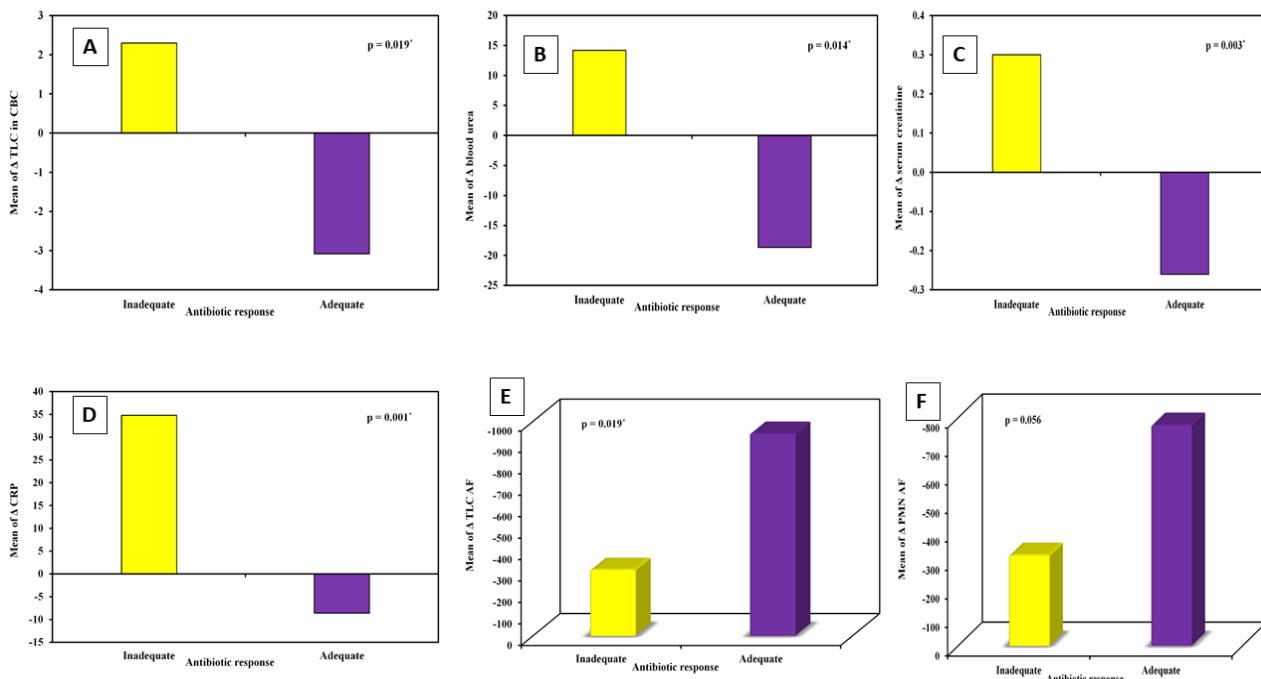 A
p = 0.019*
Mean of Δ TLC in CBC
3
2
1
0
-1
-2
-3
-4
Inadequate
Adequate
Antibiotic response
B
p = 0.014*
Mean of Δ blood urea
20
15
10
5
0
-5
-10
-15
-20
-25
Inadequate
Adequate
Antibiotic response
C
p = 0.003*
Mean of Δ serum creatinine
0.4
0.3
0.2
0.1
0.0
-0.1
-0.2
-0.3
Inadequate
Adequate
Antibiotic response
D
p = 0.001*
Mean of Δ CRP
40
35
30
25
20
15
10
5
0
-5
-10
-15
Inadequate
Adequate
Antibiotic response
E
p = 0.019*
Mean of Δ TLC AF
-1000
-900
-800
-700
-600
-500
-400
-300
-200
-100
0
Inadequate
Adequate
Antibiotic response
F
p = 0.056
Mean of Δ PMN AF
-800
-700
-600
-500
-400
-300
-200
-100
0
Inadequate
Adequate
Antibiotic response